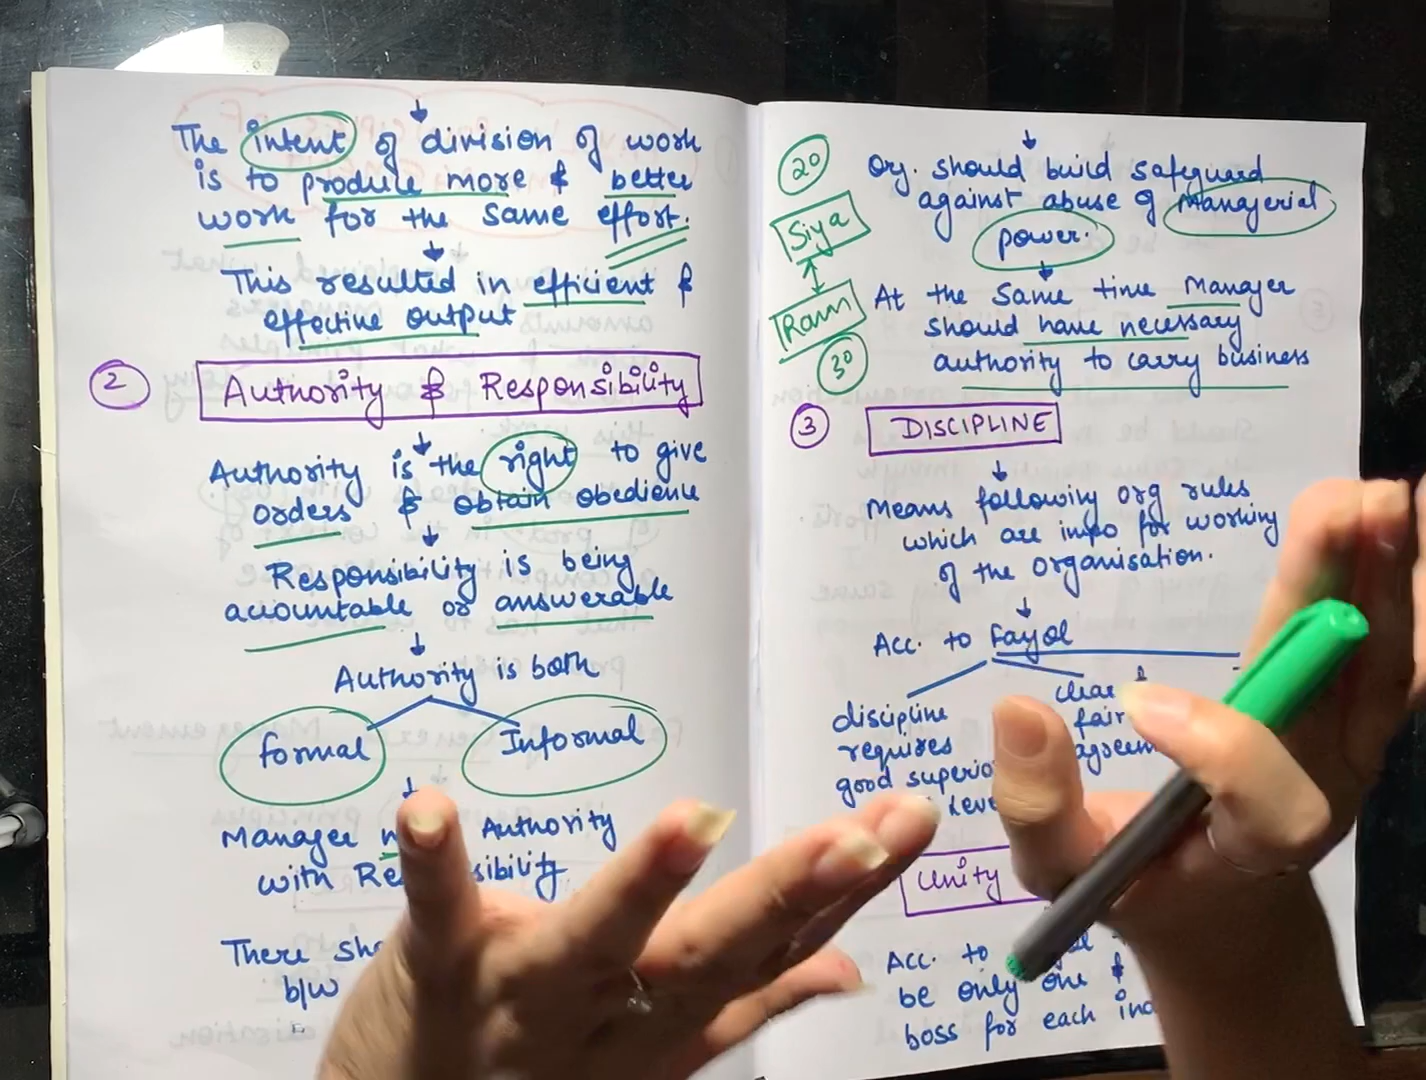 The intent of division of work
is to produce more & better
work for the same effort.
This resulted in efficient &
effective output
2 Authority & Responsibility
Authority is the right to give
orders & obtain obedience
Responsibility is being
accountable or answerable
Authority is both
formal Informal
Manager Authority
with
There
b/w
20
Siya
Ram
30
Org. should build safeguard
against abuse of Managerial
power.
At the same time Manager
should have necessary
authority to carry business
3 DISCIPLINE
Means following org rules
which are impo for working
of the organisation.
Acc. to Fayol
discipline
requires
good
clear &
fair
Unity
Acc. to
be only one &
boss for each